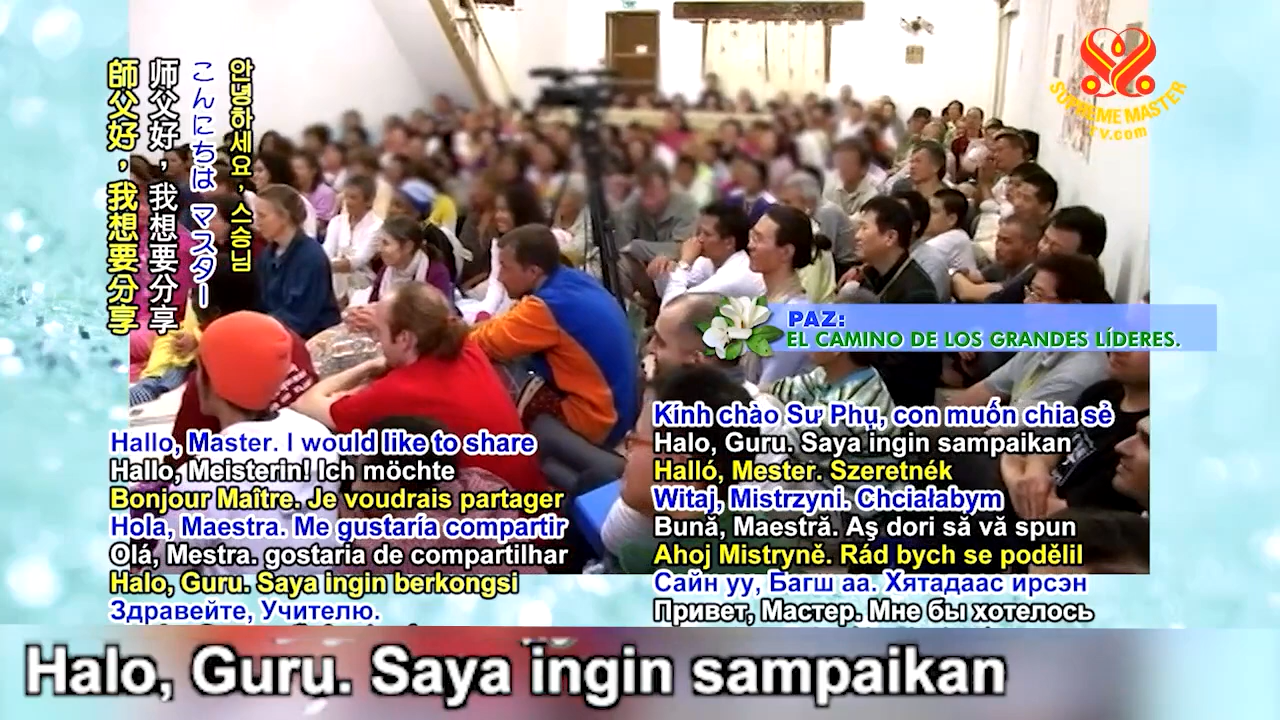 師父好，我想要分享
师父好，我想要分享
こんにちは マスター
안녕하세요, 스승님
SUPREME MASTER
TV.com
PAZ:
EL CAMINO DE LOS GRANDES LÍDERES.
Hallo, Master. I would like to share
Hallo, Meisterin! Ich möchte
Bonjour Maître. Je voudrais partager
Hola, Maestra. Me gustaría compartir
Olá, Mestra. gostaria de compartilhar
Halo, Guru. Saya ingin berkongsi
Здравейте, Учителю.
Kính chào Sư Phụ, con muốn chia sẻ
Halo, Guru. Saya ingin sampaikan
Halló, Mester. Szeretnék
Witaj, Mistrzyni. Chciałabym
Bună, Maestră. Aş dori să vă spun
Ahoj Mistryně. Rád bych se podělil
Сайн уу, Багш аа. Хятадаас ирсэн
Привет, Мастер. Мне бы хотелось
Halo, Guru. Saya ingin sampaikan